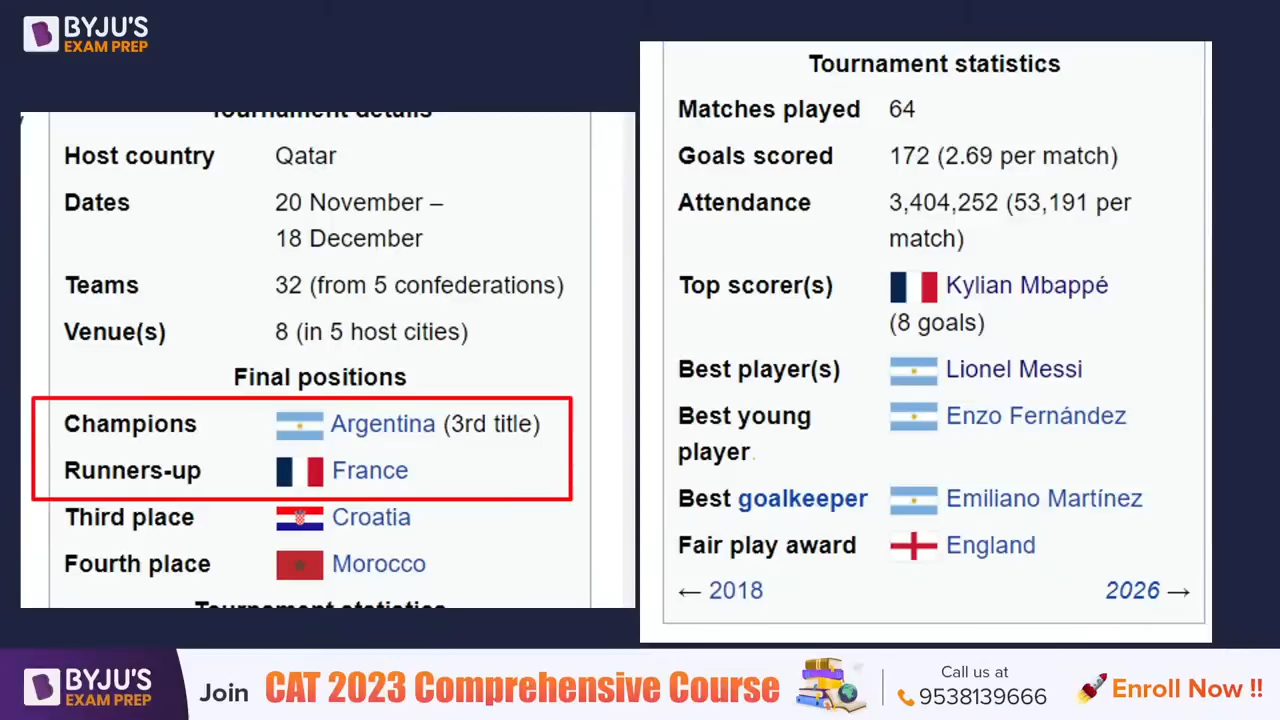 BYJU'S
EXAM PREP
Tournament details
Host country Qatar
Dates 20 November –
18 December
Teams 32 (from 5 confederations)
Venue(s) 8 (in 5 host cities)
Final positions
Champions Argentina (3rd title)
Runners-up France
Third place Croatia
Fourth place Morocco
Tournament statistics
Tournament statistics
Matches played 64
Goals scored 172 (2.69 per match)
Attendance 3,404,252 (53,191 per
match)
Top scorer(s) Kylian Mbappé
(8 goals)
Best player(s) Lionel Messi
Best young Enzo Fernández
player
Best goalkeeper Emiliano Martínez
Fair play award England
← 2018 2026 →
BYJU'S
EXAM PREP
Join CAT 2023 Comprehensive Course
Call us at
9538139666
Enroll Now !!